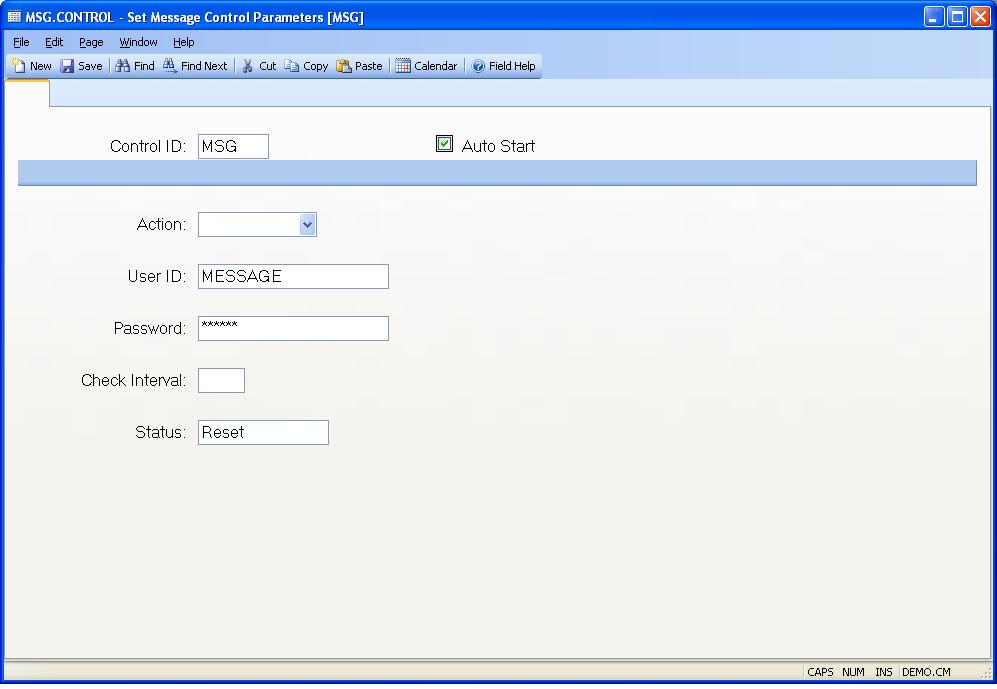 MSG.CONTROL - Set Message Control Parameters [MSG]
File Edit Page Window Help
New Save Find Find Next Cut Copy Paste Calendar Field Help
Control ID: MSG Auto Start
Action:
User ID: MESSAGE
Password: ******
Check Interval:
Status: Reset
CAPS NUM INS DEMO.CM